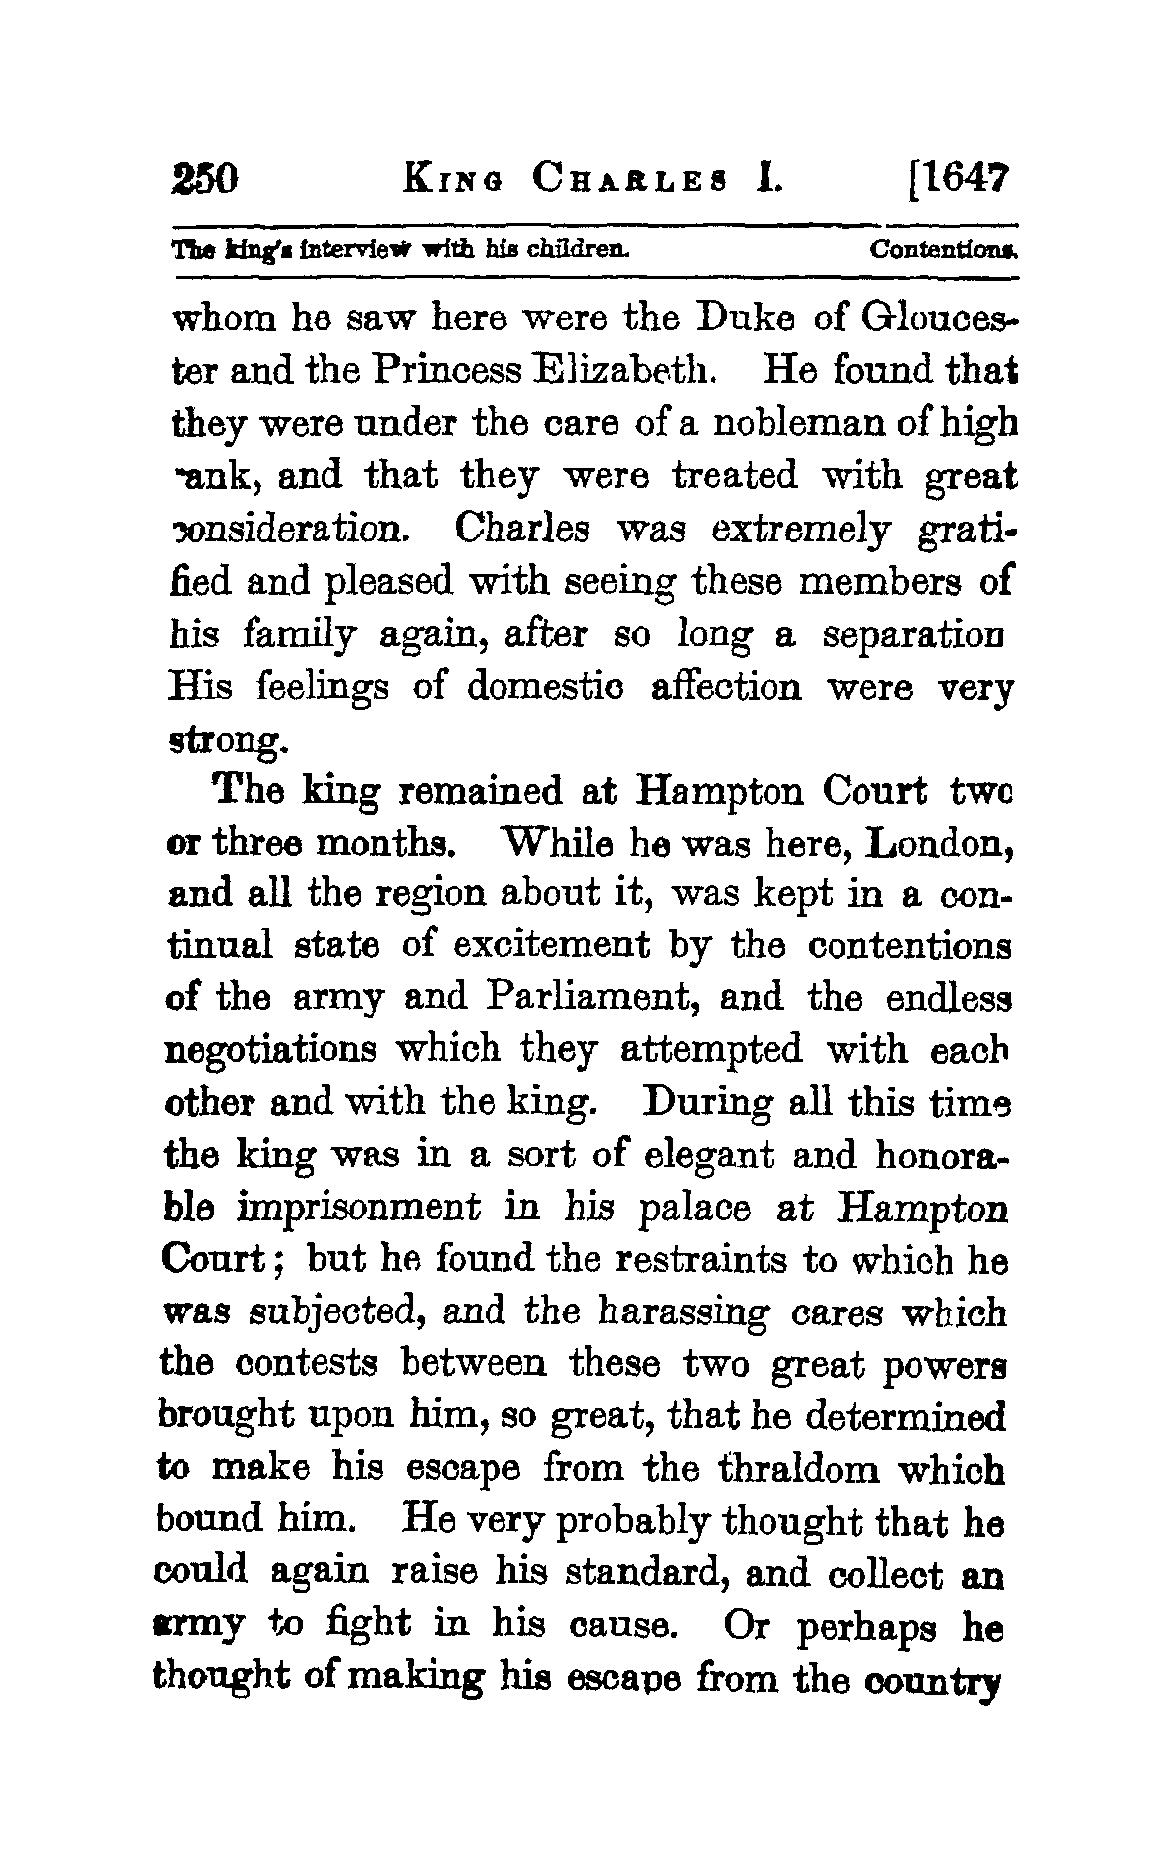 250 King Charles I. [1647
The king's interview with his children. Contentions.
whom he saw here were the Duke of Glouces-
ter and the Princess Elizabeth. He found that
they were under the care of a nobleman of high
rank, and that they were treated with great
consideration. Charles was extremely grati-
fied and pleased with seeing these members of
his family again, after so long a separation
His feelings of domestic affection were very
strong.
The king remained at Hampton Court two
or three months. While he was here, London,
and all the region about it, was kept in a con-
tinual state of excitement by the contentions
of the army and Parliament, and the endless
negotiations which they attempted with each
other and with the king. During all this time
the king was in a sort of elegant and honora-
ble imprisonment in his palace at Hampton
Court; but he found the restraints to which he
was subjected, and the harassing cares which
the contests between these two great powers
brought upon him, so great, that he determined
to make his escape from the thraldom which
bound him. He very probably thought that he
could again raise his standard, and collect an
army to fight in his cause. Or perhaps he
thought of making his escape from the country